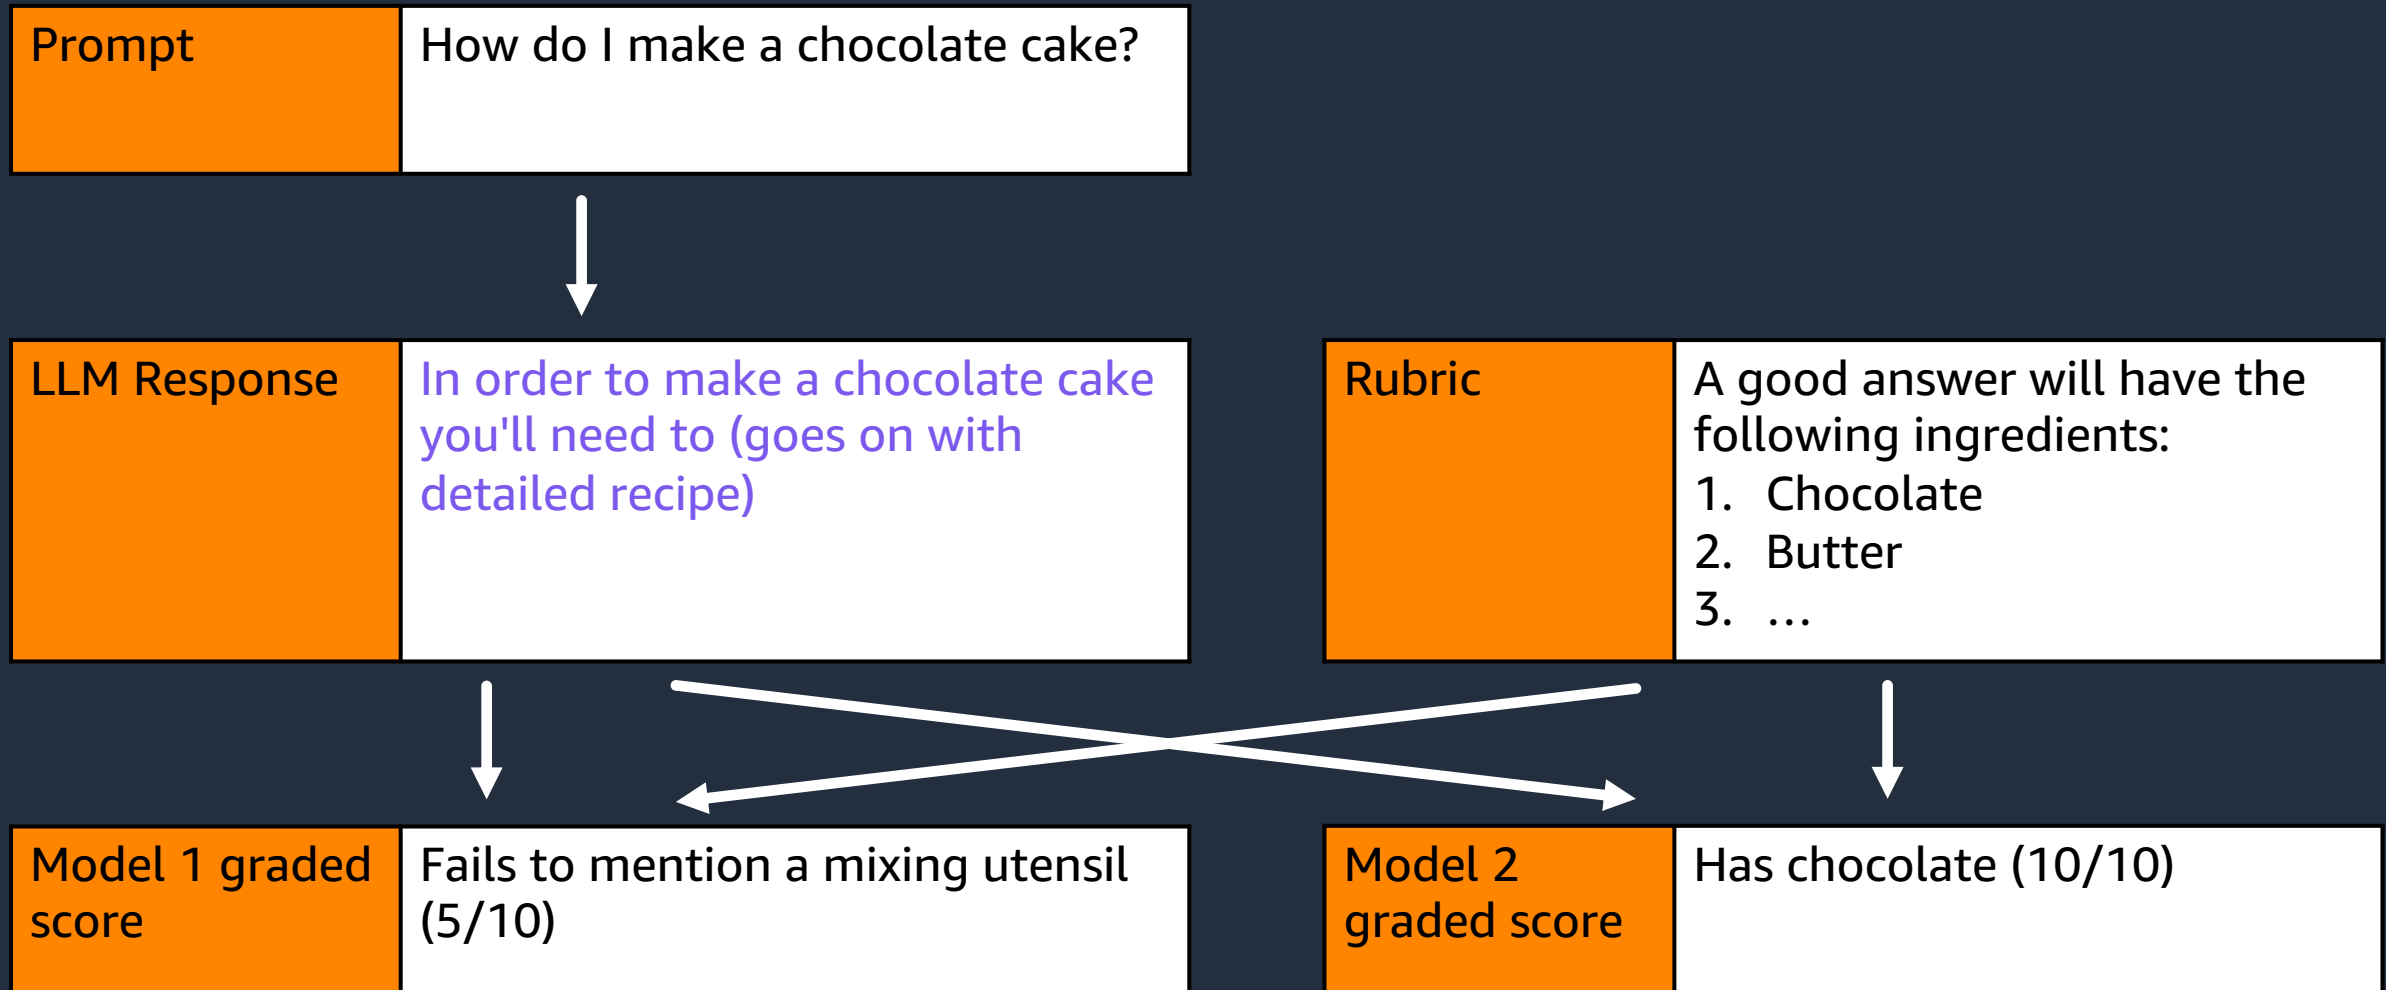 Prompt
How do I make a chocolate cake?
LLM Response
In order to make a chocolate cake
you'll need to (goes on with
detailed recipe)
Rubric
A good answer will have the
following ingredients:
1. Chocolate
2. Butter
3. …
Model 1 graded
score
Fails to mention a mixing utensil
(5/10)
Model 2
graded score
Has chocolate (10/10)